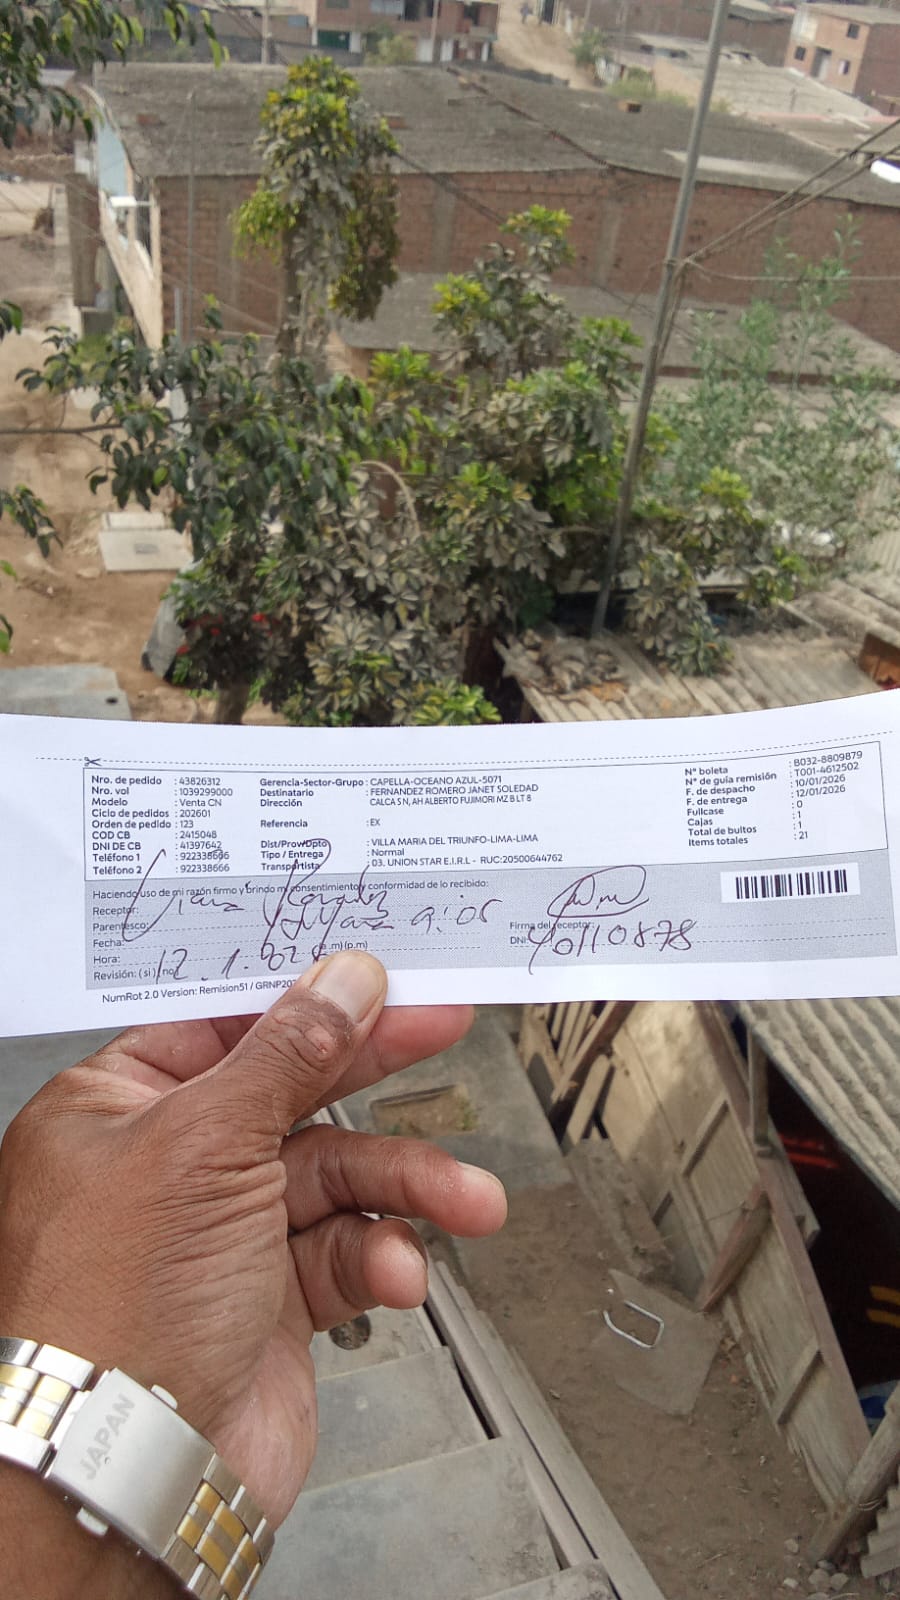 Nro. de pedido : 43826312
Nro. vol : 1039299000
Modelo : Venta CN
Ciclo de pedidos : 202601
Orden de pedido : 123
COD CB : 2415048
DNI DE CB : 41397642
Teléfono 1 : 922338666
Teléfono 2 : 922338666
Gerencia-Sector-Grupo : CAPELLA-OCEANO AZUL-5071
Destinatario : FERNANDEZ ROMERO JANET SOLEDAD
Dirección CALCA S N, AH ALBERTO FUJIMORI MZ B LT 8
Referencia : EX
Dist/Prov/Dpto : VILLA MARIA DEL TRIUNFO-LIMA-LIMA
Tipo / Entrega : Normal
Transportista : 03. UNION STAR E.I.R.L - RUC:20500644762
N° boleta : B032-8809879
N° de guía remisión : T001-4612502
F. de despacho : 10/01/2026
F. de entrega : 12/01/2026
Fullcase : 0
Cajas : 1
Total de bultos : 1
Items totales : 21
Haciendo uso de mi razón firmo y brindo mi consentimiento y conformidad de lo recibido:
Receptor:
Parentesco:
Fecha: 12.1.
Hora: (p.m)
Revisión: (si) (no)
Firma del receptor:
DNI: 40110878
NumRot 2.0 Version: Remision51 / GRNP20
JAPAN